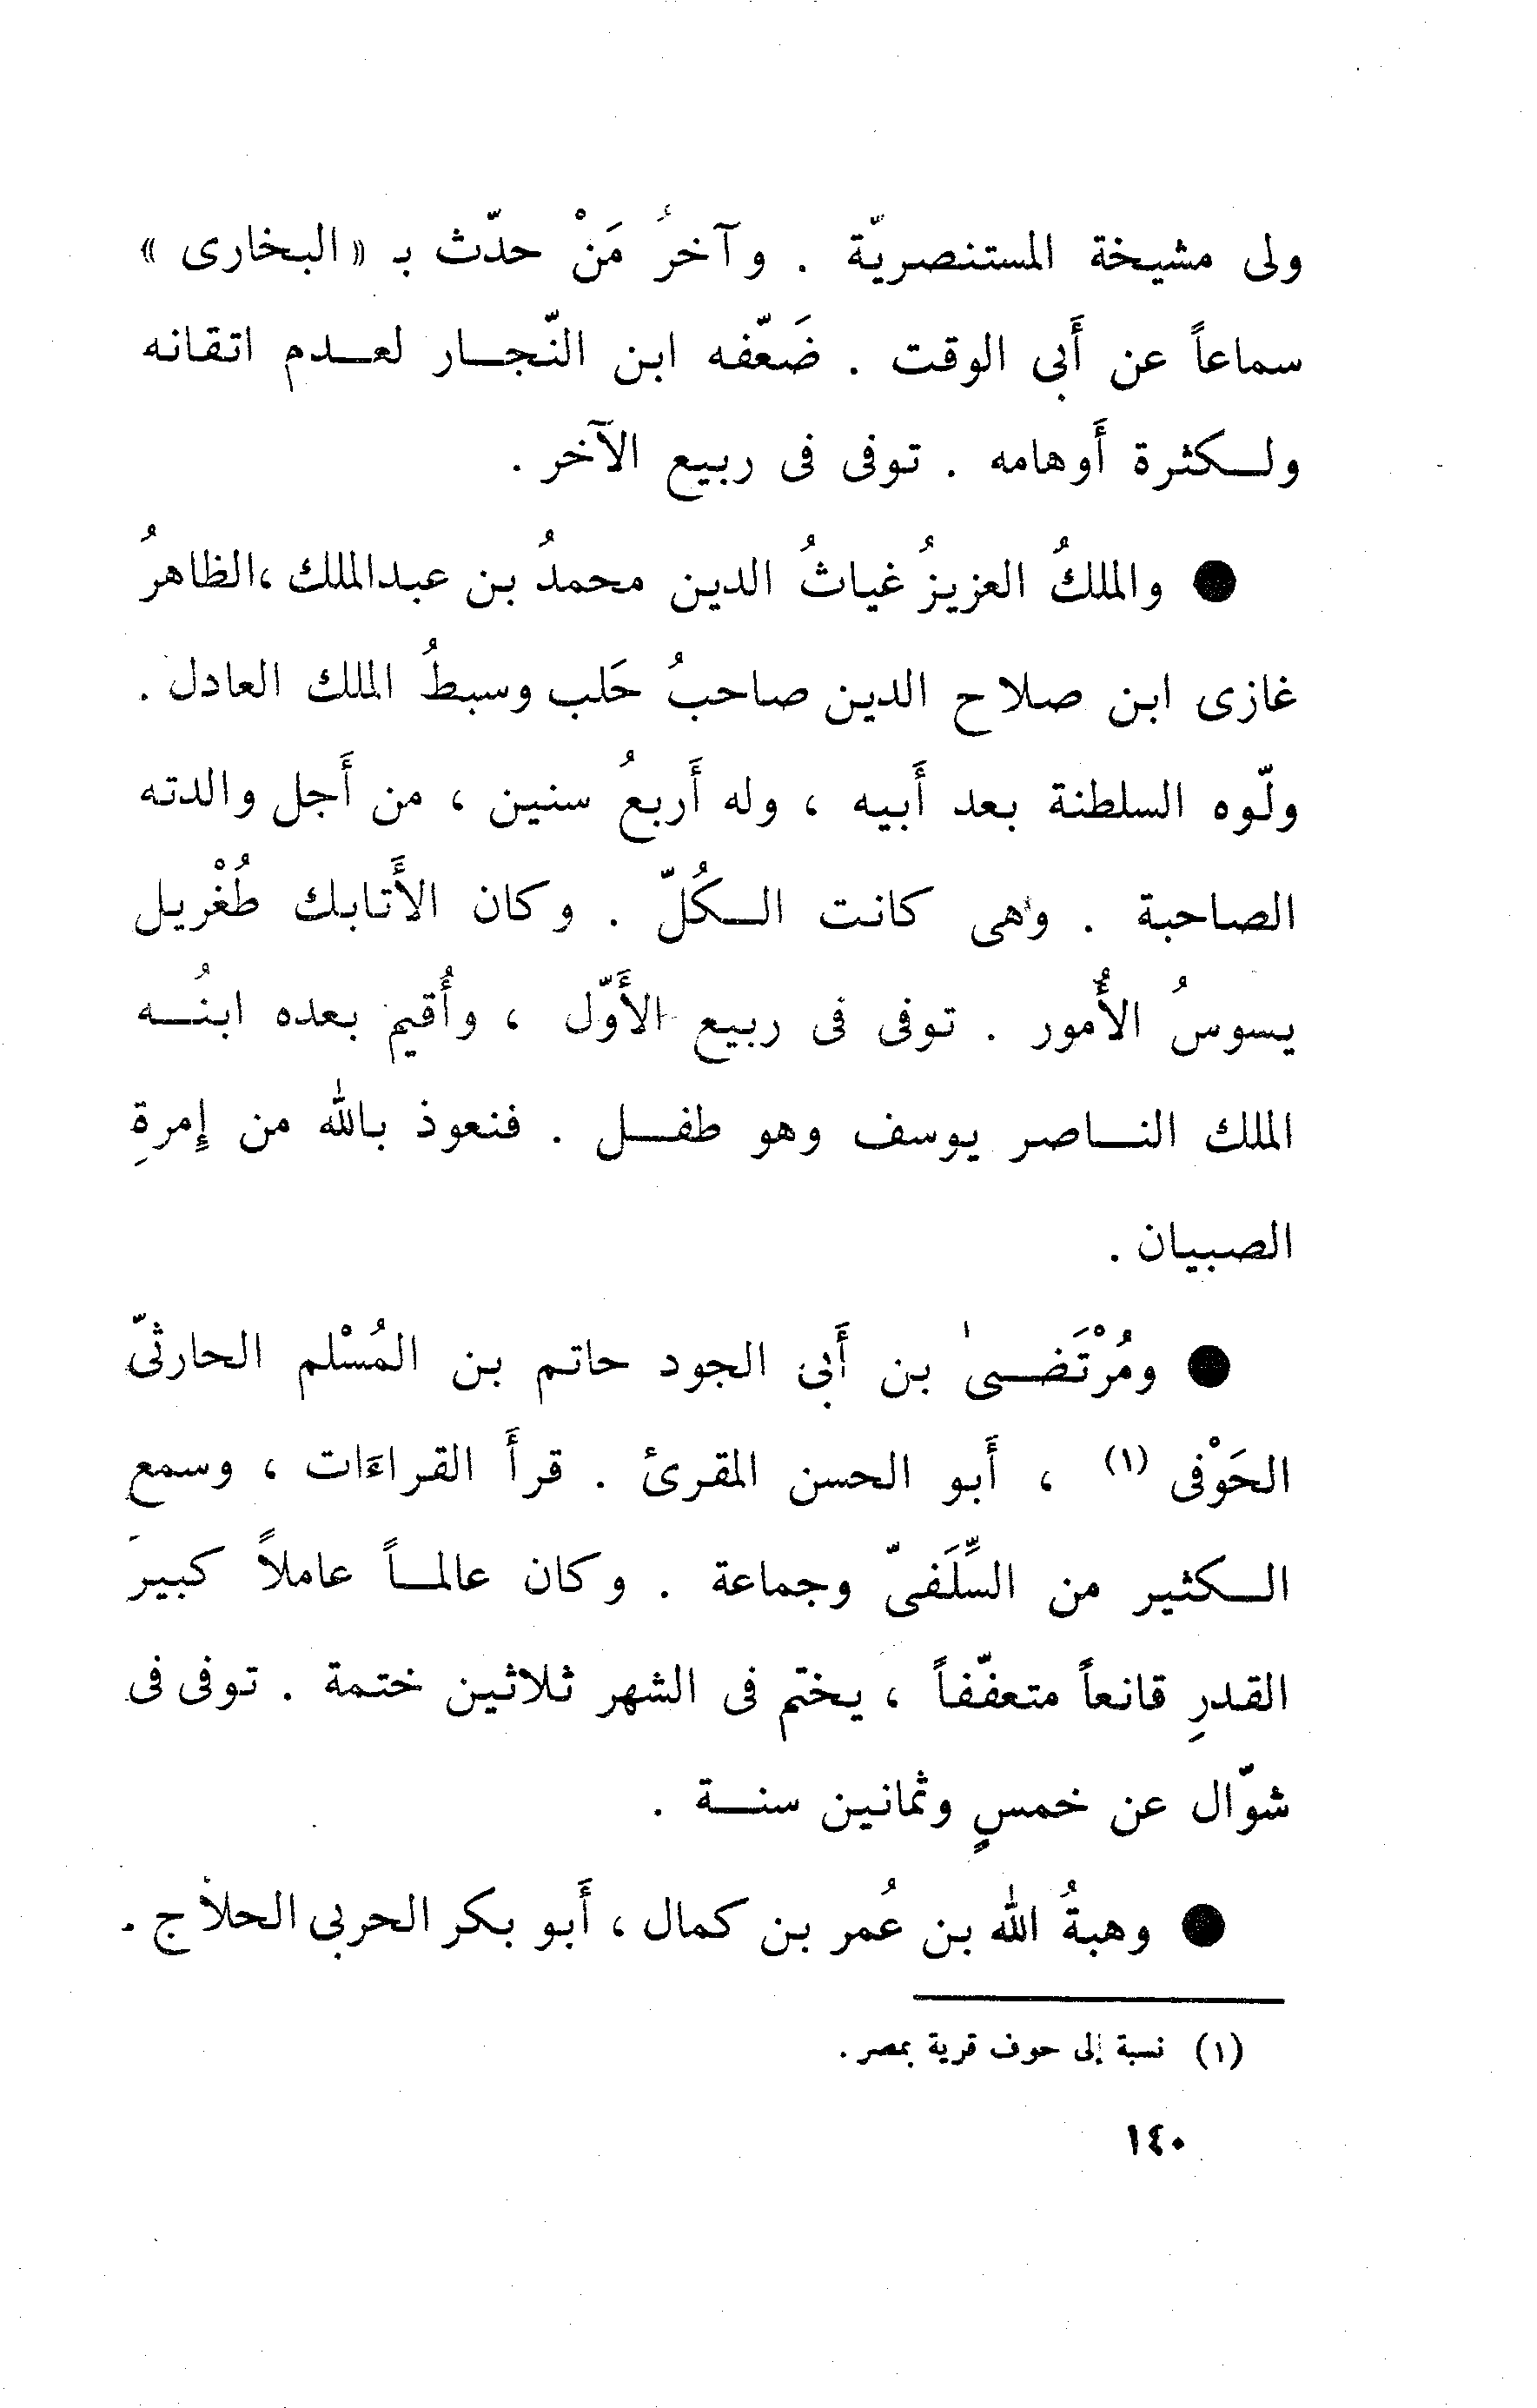 ولى مشيخة المستنصريّة . وآخرُ مَنْ حدّث بـ «البخارى»
سماعاً عن أَبى الوقت . ضَعّفه ابن النّجار لعدم اتقانه
ولكثرة أَوهامه . توفى فى ربيع الآخر .
● والملكُ العزيزُ غياثُ الدين محمدُ بن عبدالملك ،الظاهرُ
غازى ابن صلاح الدين صاحبُ حَلب وسبطُ الملك العادل .
ولّوه السلطنة بعد أَبيه ، وله أَربعُ سنين ، من أَجل والدته
الصاحبة . وهى كانت الكُلّ . وكان الأَتابك طُغْريل
يسوسُ الأُمور . توفى فى ربيع الأَوّل ، وأُقيم بعده ابنُه
الملك الناصر يوسف وهو طفل . فنعوذ بالله من إِمرةِ
الصبيان .
● ومُرْتَضىٰ بن أَبى الجود حاتم بن المُسْلم الحارثىّ
الحَوْفى (١) ، أَبو الحسن المقرئ . قرأَ القراءَات ، وسمع
الكثير من السِّلَفىّ وجماعة . وكان عالماً عاملاً كبير
القدرِ قانعاً متعفّفاً ، يختم فى الشهر ثلاثين ختمة . توفى فى
شوّال عن خمسٍ وثمانين سنة .
● وهبةُ الله بن عُمر بن كمال ، أَبو بكر الحربى الحلاج .
(١) نسبة إلى حوف قرية بمصر .
١٤٠